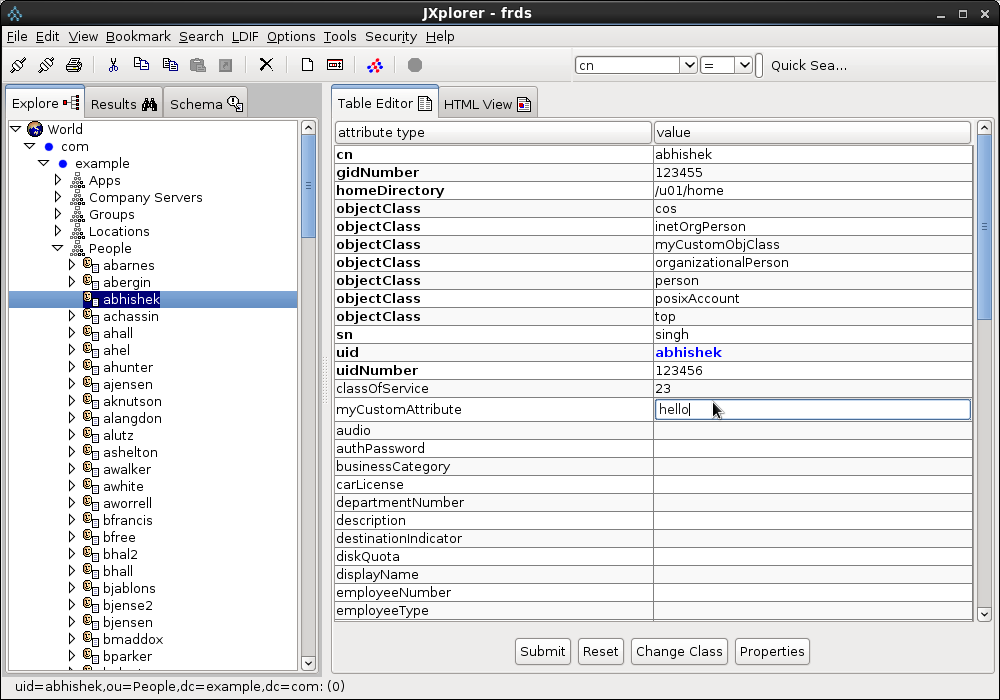 JXplorer - frds
File Edit View Bookmark Search LDIF Options Tools Security Help
cn = Quick Sea...
Explore Results Schema
World
com
example
Apps
Company Servers
Groups
Locations
People
abarnes
abergin
abhishek
achassin
ahall
ahel
ahunter
ajensen
aknutson
alangdon
alutz
ashelton
awalker
awhite
aworrell
bfrancis
bfree
bhal2
bhall
bjablons
bjense2
bjensen
bmaddox
bparker
Table Editor HTML View
attribute type value
cn abhishek
gidNumber 123455
homeDirectory /u01/home
objectClass cos
objectClass inetOrgPerson
objectClass myCustomObjClass
objectClass organizationalPerson
objectClass person
objectClass posixAccount
objectClass top
sn singh
uid abhishek
uidNumber 123456
classOfService 23
myCustomAttribute hello
audio
authPassword
businessCategory
carLicense
departmentNumber
description
destinationIndicator
diskQuota
displayName
employeeNumber
employeeType
Submit Reset Change Class Properties
uid=abhishek,ou=People,dc=example,dc=com: (0)